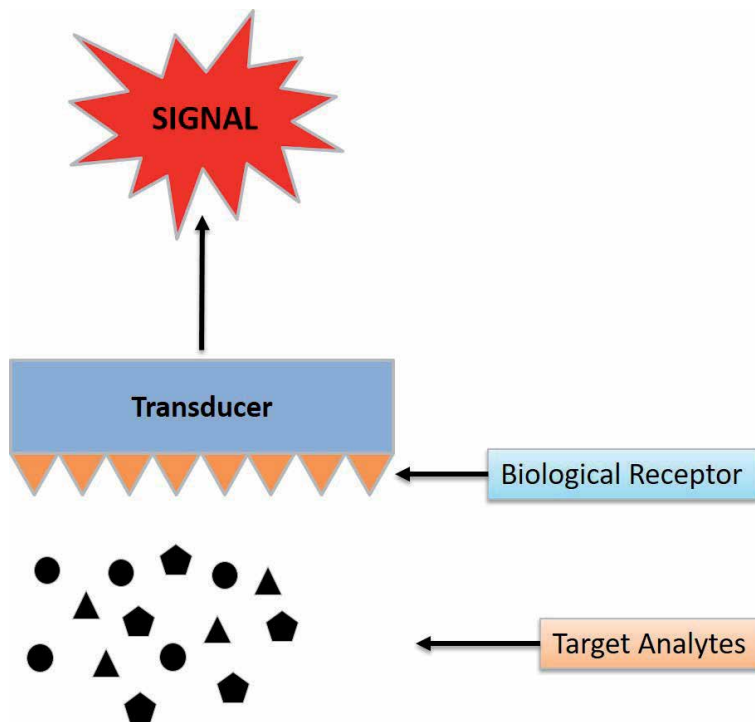 SIGNAL
Transducer
Biological Receptor
Target Analytes